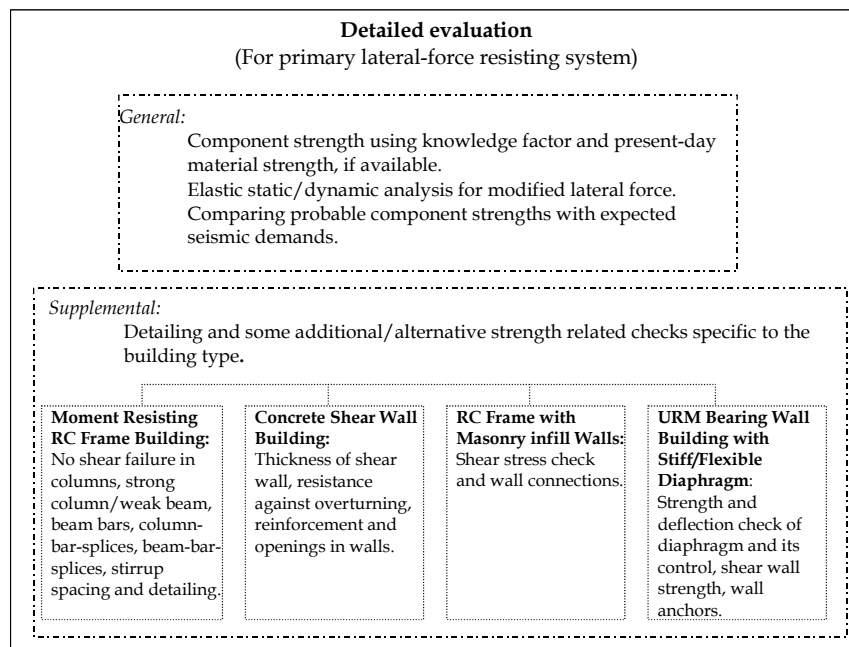 Detailed evaluation
(For primary lateral-force resisting system)
General:
Component strength using knowledge factor and present-day
material strength, if available.
Elastic static/dynamic analysis for modified lateral force.
Comparing probable component strengths with expected
seismic demands.
Supplemental:
Detailing and some additional/alternative strength related checks specific to the
building type.
Moment Resisting
RC Frame Building:
No shear failure in
columns, strong
column/weak beam,
beam bars, column-
bar-splices, beam-bar-
splices, stirrup
spacing and detailing.
Concrete Shear Wall
Building:
Thickness of shear
wall, resistance
against overturning,
reinforcement and
openings in walls.
RC Frame with
Masonry infill Walls:
Shear stress check
and wall connections.
URM Bearing Wall
Building with
Stiff/Flexible
Diaphragm:
Strength and
deflection check of
diaphragm and its
control, shear wall
strength, wall
anchors.